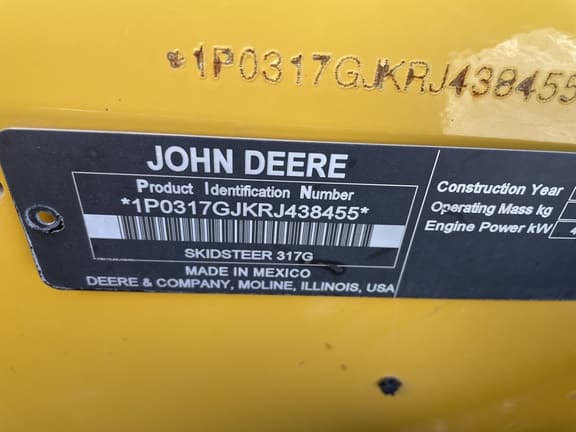 *1P0317GJKRJ438455
JOHN DEERE
Product Identification Number
*1P0317GJKRJ438455*
SKIDSTEER 317G
MADE IN MEXICO
DEERE & COMPANY, MOLINE, ILLINOIS, USA
Construction Year
Operating Mass kg
Engine Power kW